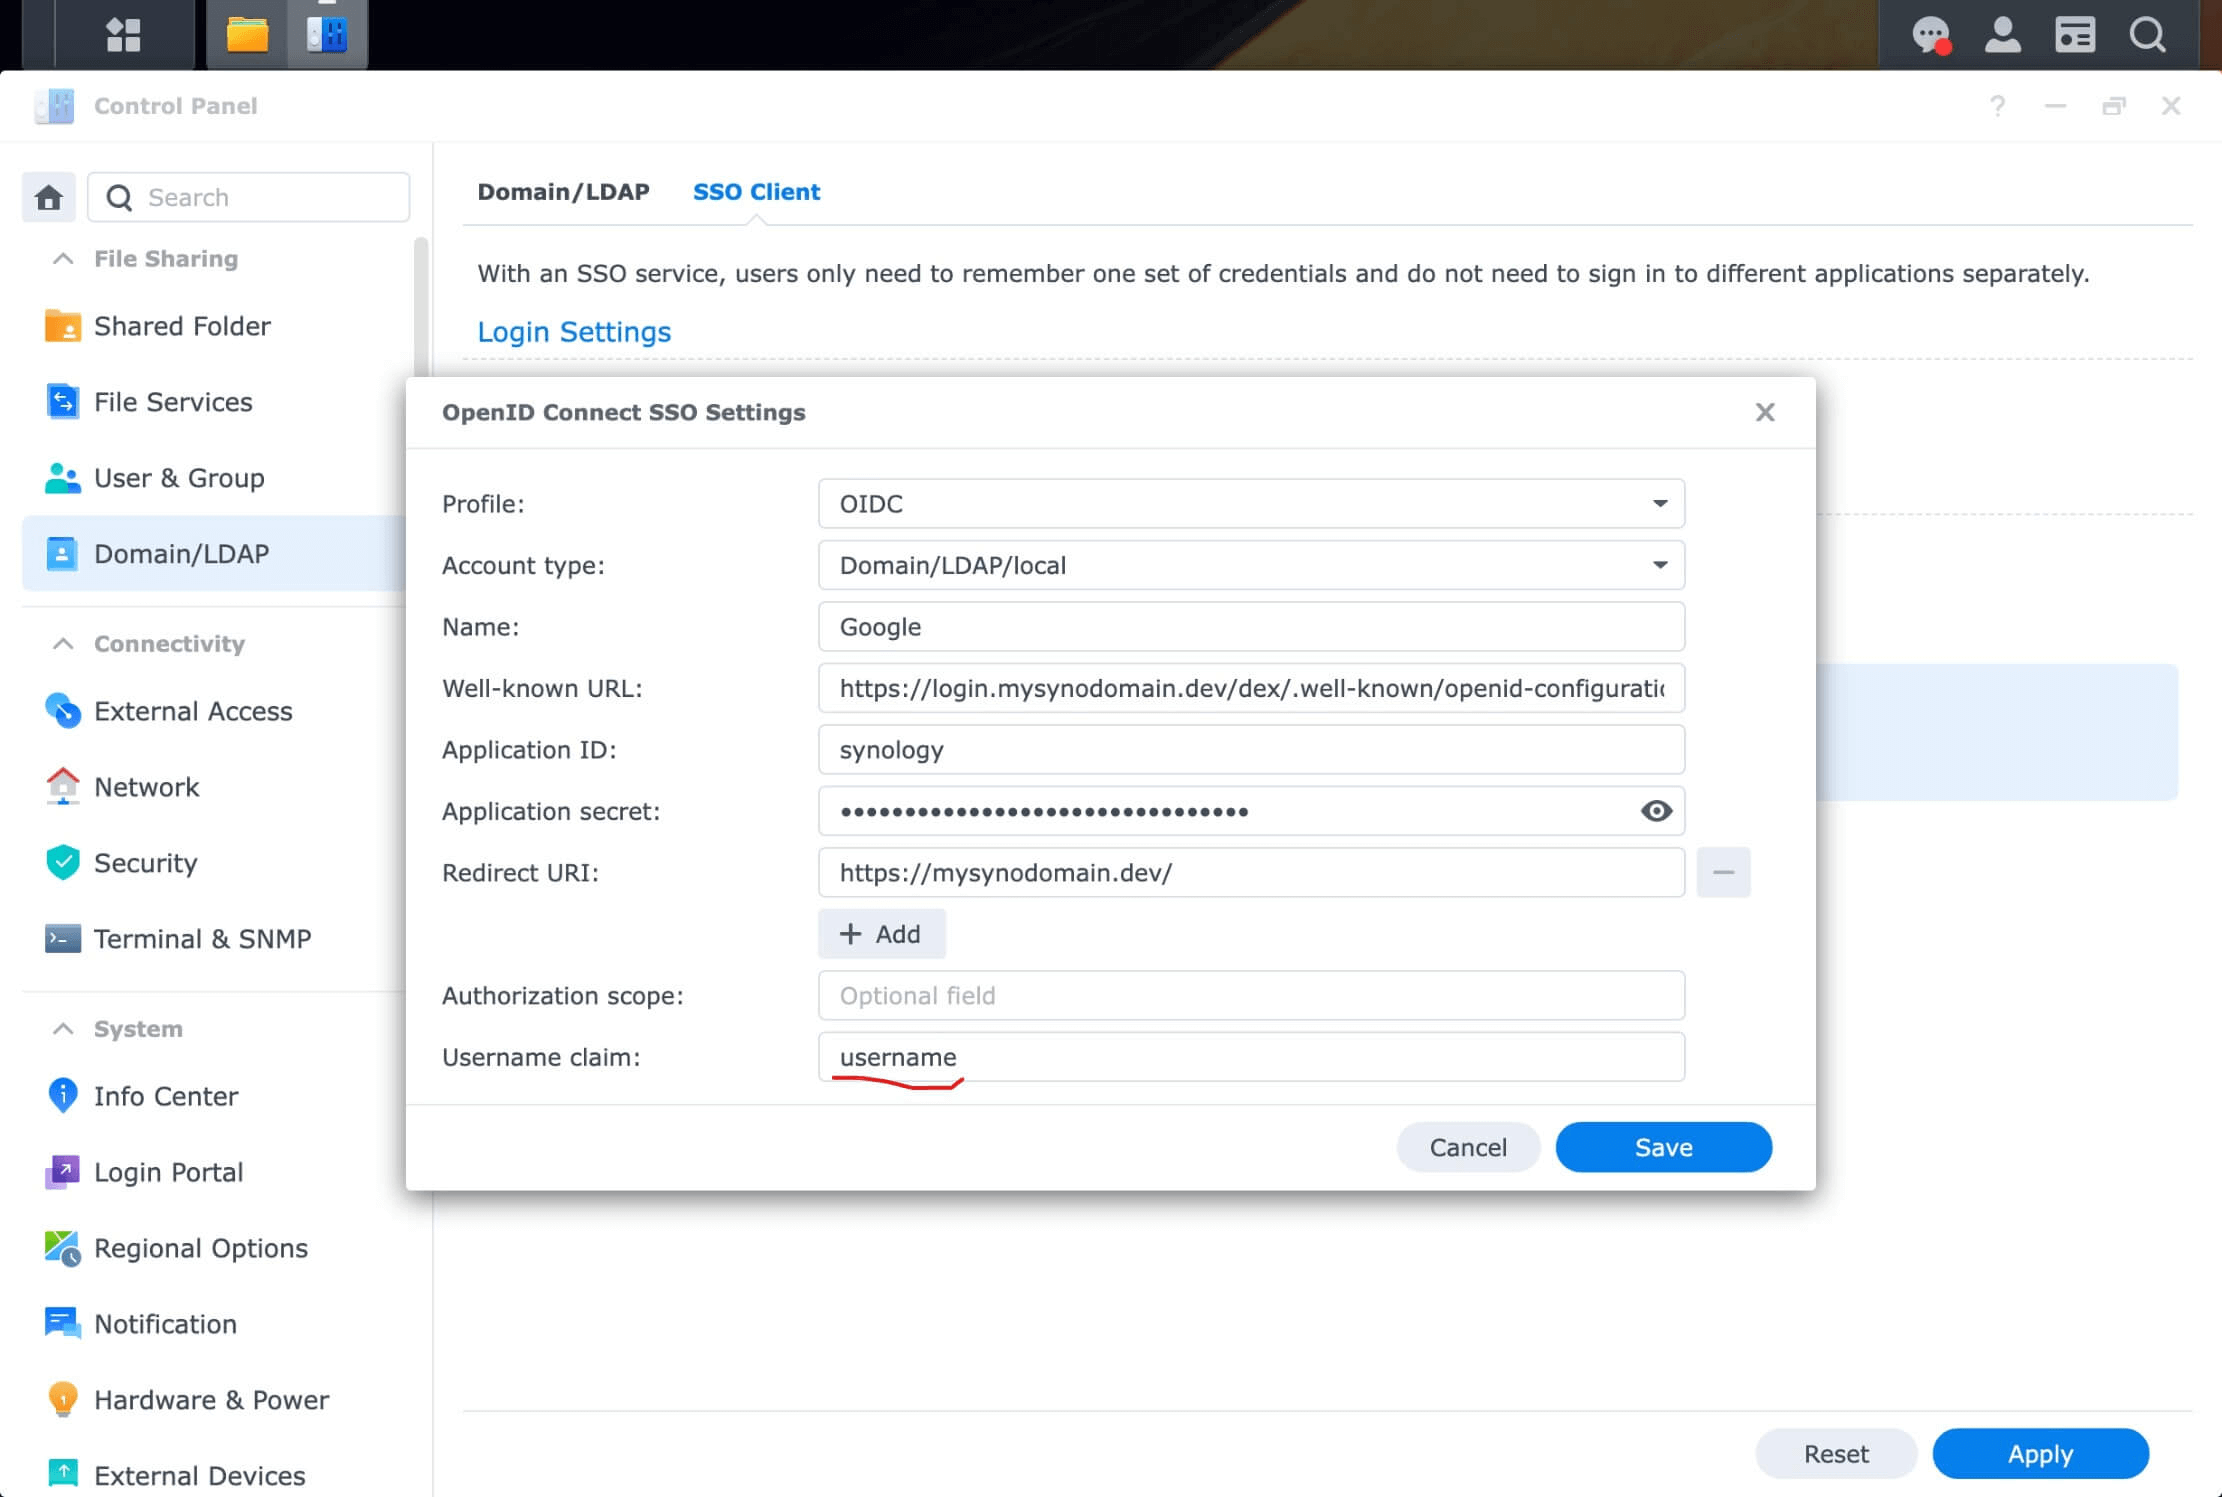 Control Panel
Search
File Sharing
Shared Folder
File Services
User & Group
Domain/LDAP
Connectivity
External Access
Network
Security
Terminal & SNMP
System
Info Center
Login Portal
Regional Options
Notification
Hardware & Power
External Devices
Domain/LDAP SSO Client
With an SSO service, users only need to remember one set of credentials and do not need to sign in to different applications separately.
Login Settings
OpenID Connect SSO Settings
Profile: OIDC
Account type: Domain/LDAP/local
Name: Google
Well-known URL: https://login.mysynodomain.dev/dex/.well-known/openid-configuratio
Application ID: synology
Application secret: ••••••••••••••••••••••••••••••••
Redirect URI: https://mysynodomain.dev/
+ Add
Authorization scope: Optional field
Username claim: username
Cancel Save
Reset Apply